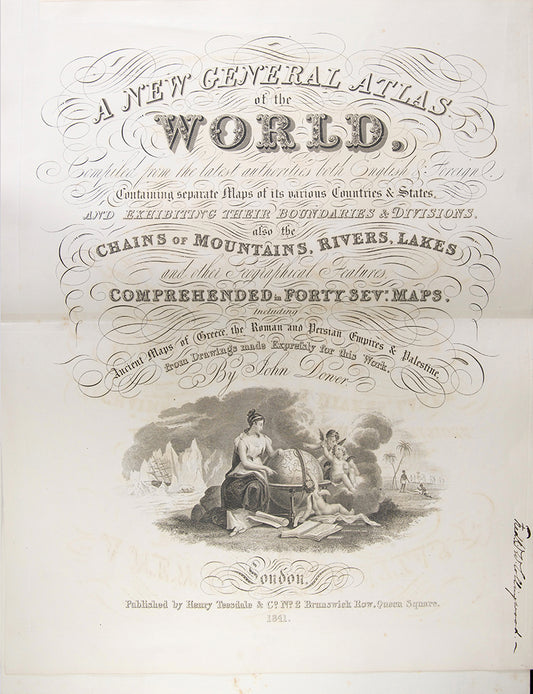 A NEW GENERAL ATLAS
of the
WORLD,
Compiled from the latest authorities both English & Foreign
Containing separate Maps of its various Countries & States,
AND EXHIBITING THEIR BOUNDARIES & DIVISIONS,
also the
CHAINS OF MOUNTAINS, RIVERS, LAKES
and other Geographical Features,
COMPREHENDED in FORTY SEV: MAPS,
Including
Ancient Maps of Greece, the Roman and Persian Empires & Palestine,
from Drawings made Expressly for this Work,
By John Dower.
London,
Published by Henry Teesdale & Co. No. 2 Brunswick Row, Queen Square,
1841.